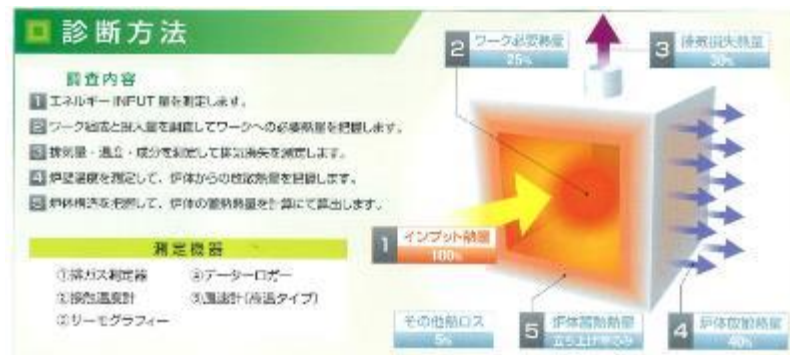 診断方法
調査内容
1 エネルギーINPUT量を測定します。
2 ワーク
を調査してワークへの必要熱量を把握します。
3 排気量・温度・成分を測定して排気損失を測定します。
4 炉壁温度を測定して、炉体からの放散熱量を把握します。
5 炉体構造を把握して、炉体の蓄熱熱量を計算にて算出します。
測定機器
①排ガス測定器 ④データーロガー
②接触温度計
③サーモグラフィー
2 ワーク必要熱量
25%
3 排気損失熱量
30%
1 インプット熱量
100%
その他熱ロス
5%
5 炉体蓄熱熱量
立ち上げ時のみ
4 炉体放散熱量
40%